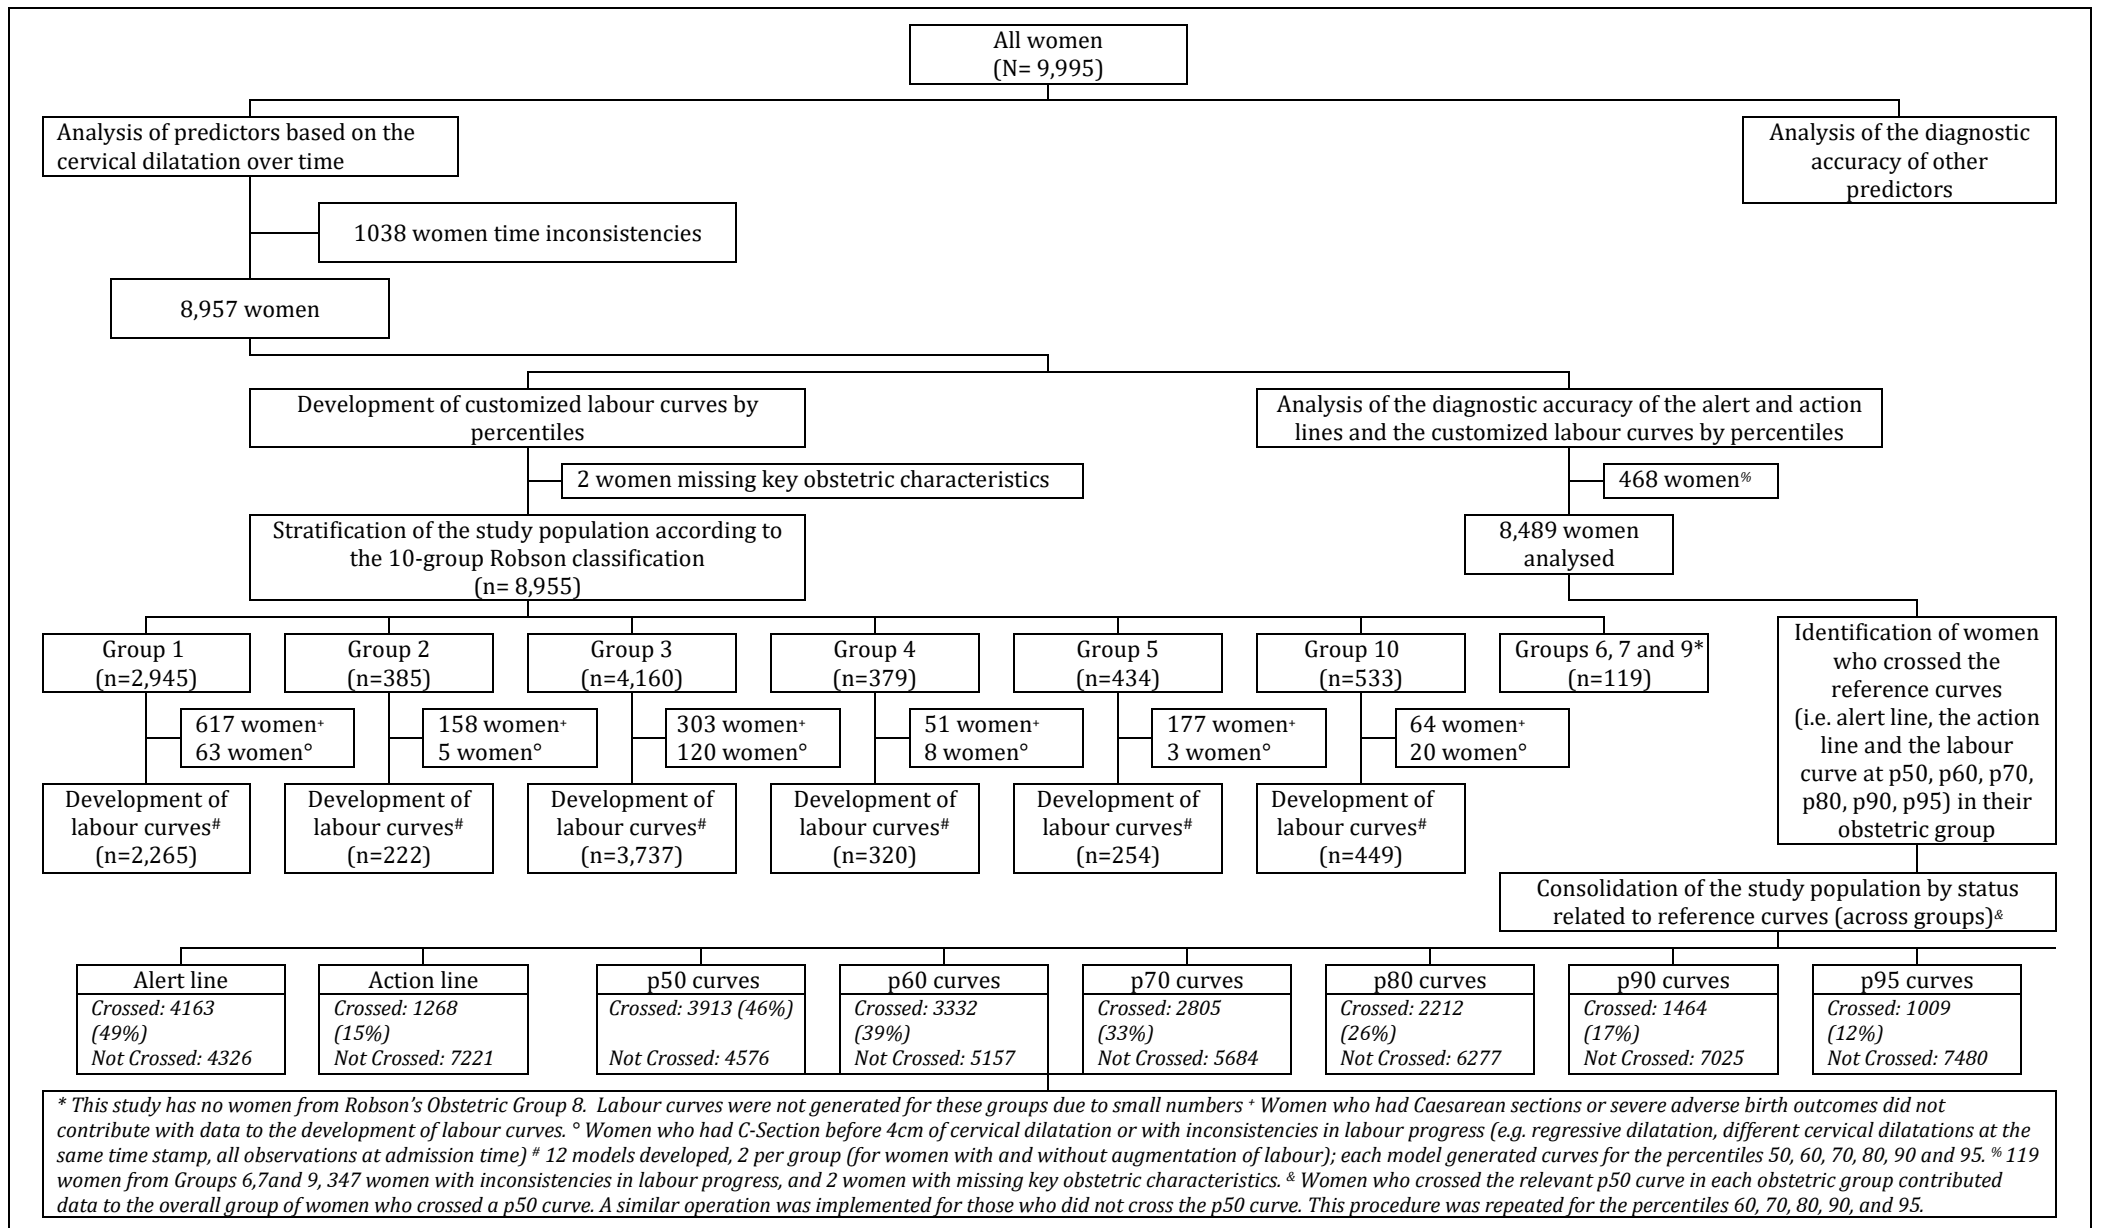 All women
(N= 9,995)
Analysis of predictors based on the
cervical dilatation over time
Analysis of the diagnostic
accuracy of other
predictors
1038 women time inconsistencies
8,957 women
Development of customized labour curves by
percentiles
Analysis of the diagnostic accuracy of the alert and action
lines and the customized labour curves by percentiles
2 women missing key obstetric characteristics
468 women%
Stratification of the study population according to
the 10-group Robson classification
(n= 8,955)
8,489 women
analysed
Group 1
(n=2,945)
Group 2
(n=385)
Group 3
(n=4,160)
Group 4
(n=379)
Group 5
(n=434)
Group 10
(n=533)
Groups 6, 7 and 9*
(n=119)
Identification of women
who crossed the
reference curves
(i.e. alert line, the action
line and the labour
curve at p50, p60, p70,
p80, p90, p95) in their
obstetric group
617 women+
63 women°
158 women+
5 women°
303 women+
120 women°
51 women+
8 women°
177 women+
3 women°
64 women+
20 women°
Development of
labour curves#
(n=2,265)
Development of
labour curves#
(n=222)
Development of
labour curves#
(n=3,737)
Development of
labour curves#
(n=320)
Development of
labour curves#
(n=254)
Development of
labour curves#
(n=449)
Consolidation of the study population by status
related to reference curves (across groups)&
Alert line
Crossed: 4163
(49%)
Not Crossed: 4326
Action line
Crossed: 1268
(15%)
Not Crossed: 7221
p50 curves
Crossed: 3913 (46%)
Not Crossed: 4576
p60 curves
Crossed: 3332
(39%)
Not Crossed: 5157
p70 curves
Crossed: 2805
(33%)
Not Crossed: 5684
p80 curves
Crossed: 2212
(26%)
Not Crossed: 6277
p90 curves
Crossed: 1464
(17%)
Not Crossed: 7025
p95 curves
Crossed: 1009
(12%)
Not Crossed: 7480
* This study has no women from Robson's Obstetric Group 8. Labour curves were not generated for these groups due to small numbers + Women who had Caesarean sections or severe adverse birth outcomes did not
contribute with data to the development of labour curves. ° Women who had C-Section before 4cm of cervical dilatation or with inconsistencies in labour progress (e.g. regressive dilatation, different cervical dilatations at the
same time stamp, all observations at admission time) # 12 models developed, 2 per group (for women with and without augmentation of labour); each model generated curves for the percentiles 50, 60, 70, 80, 90 and 95. % 119
women from Groups 6,7and 9, 347 women with inconsistencies in labour progress, and 2 women with missing key obstetric characteristics. & Women who crossed the relevant p50 curve in each obstetric group contributed
data to the overall group of women who crossed a p50 curve. A similar operation was implemented for those who did not cross the p50 curve. This procedure was repeated for the percentiles 60, 70, 80, 90, and 95.